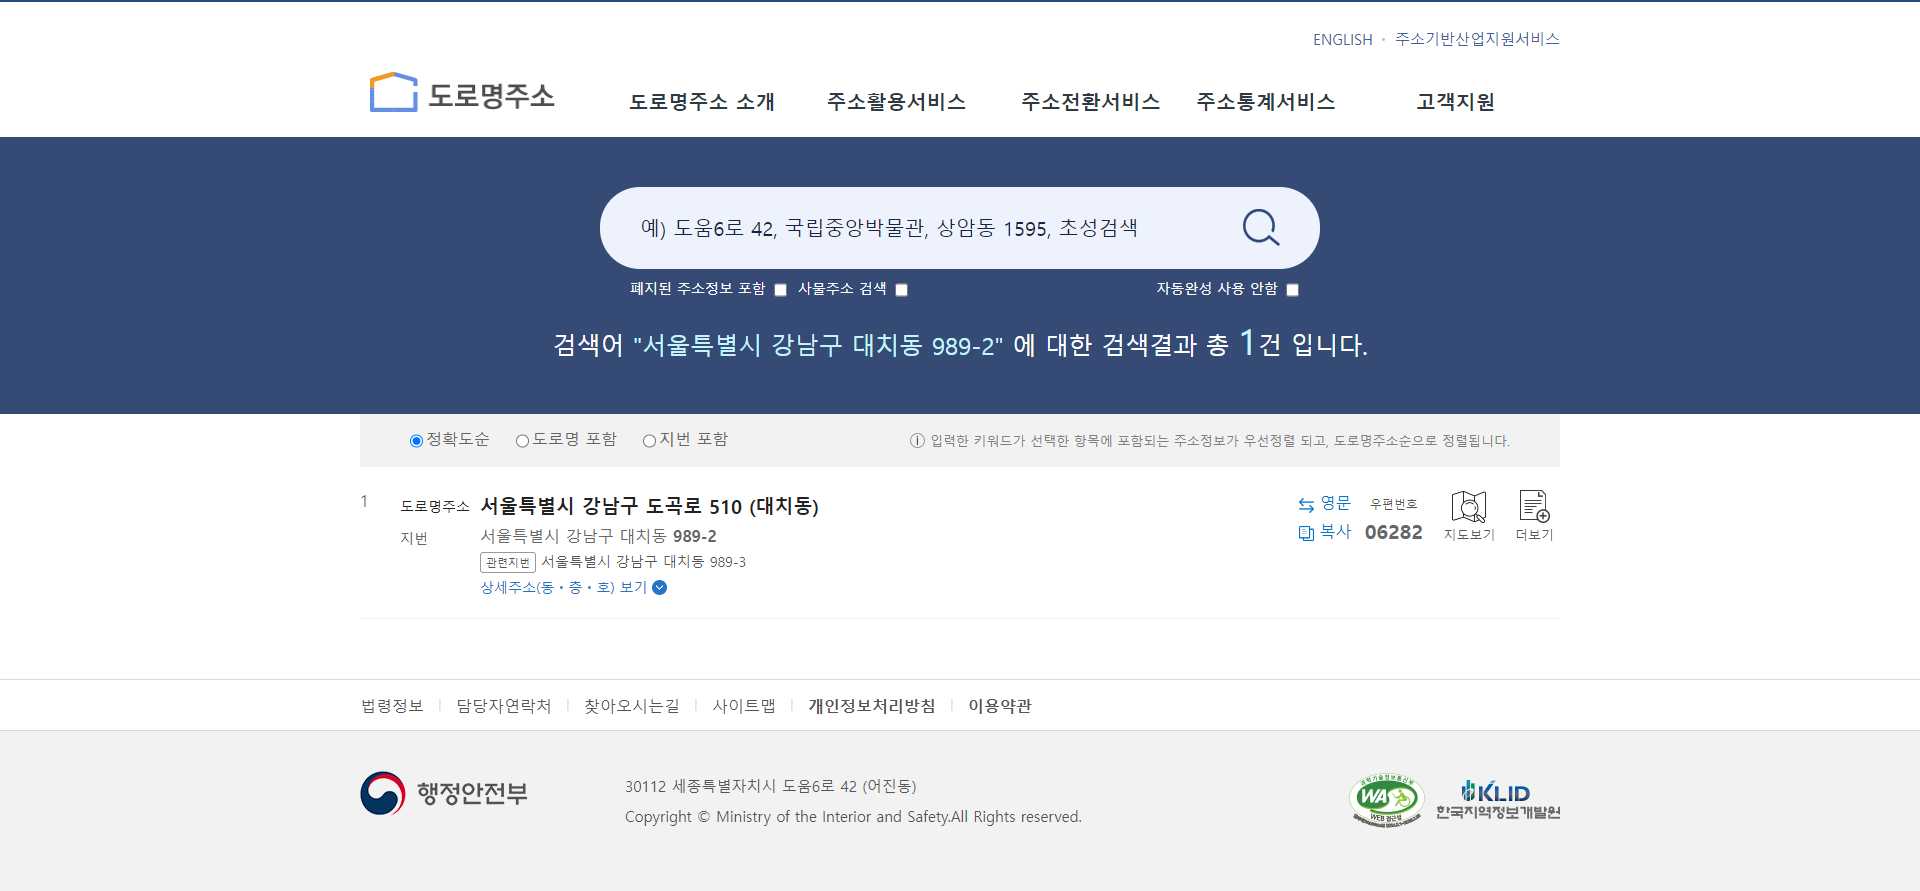 ENGLISH • 주소기반산업지원서비스
도로명주소
도로명주소 소개 주소활용서비스 주소전환서비스 주소통계서비스 고객지원
예) 도움6로 42, 국립중앙박물관, 상암동 1595, 초성검색
폐지된 주소정보 포함 사물주소 검색 자동완성 사용 안함
검색어 "서울특별시 강남구 대치동 989-2" 에 대한 검색결과 총 1건 입니다.
정확도순 도로명 포함 지번 포함 입력한 키워드가 선택한 항목에 포함되는 주소정보가 우선정렬 되고, 도로명주소순으로 정렬됩니다.
1 도로명주소 서울특별시 강남구 도곡로 510 (대치동) 영문 우편번호
지번 서울특별시 강남구 대치동 989-2 복사 06282 지도보기 더보기
관련지번 서울특별시 강남구 대치동 989-3
상세주소(동・층・호) 보기
법령정보 담당자연락처 찾아오시는길 사이트맵 개인정보처리방침 이용약관
행정안전부
30112 세종특별자치시 도움6로 42 (어진동)
Copyright © Ministry of the Interior and Safety.All Rights reserved.
과학기술정보통신부
WA
WEB 접근성
KLID
한국지역정보개발원